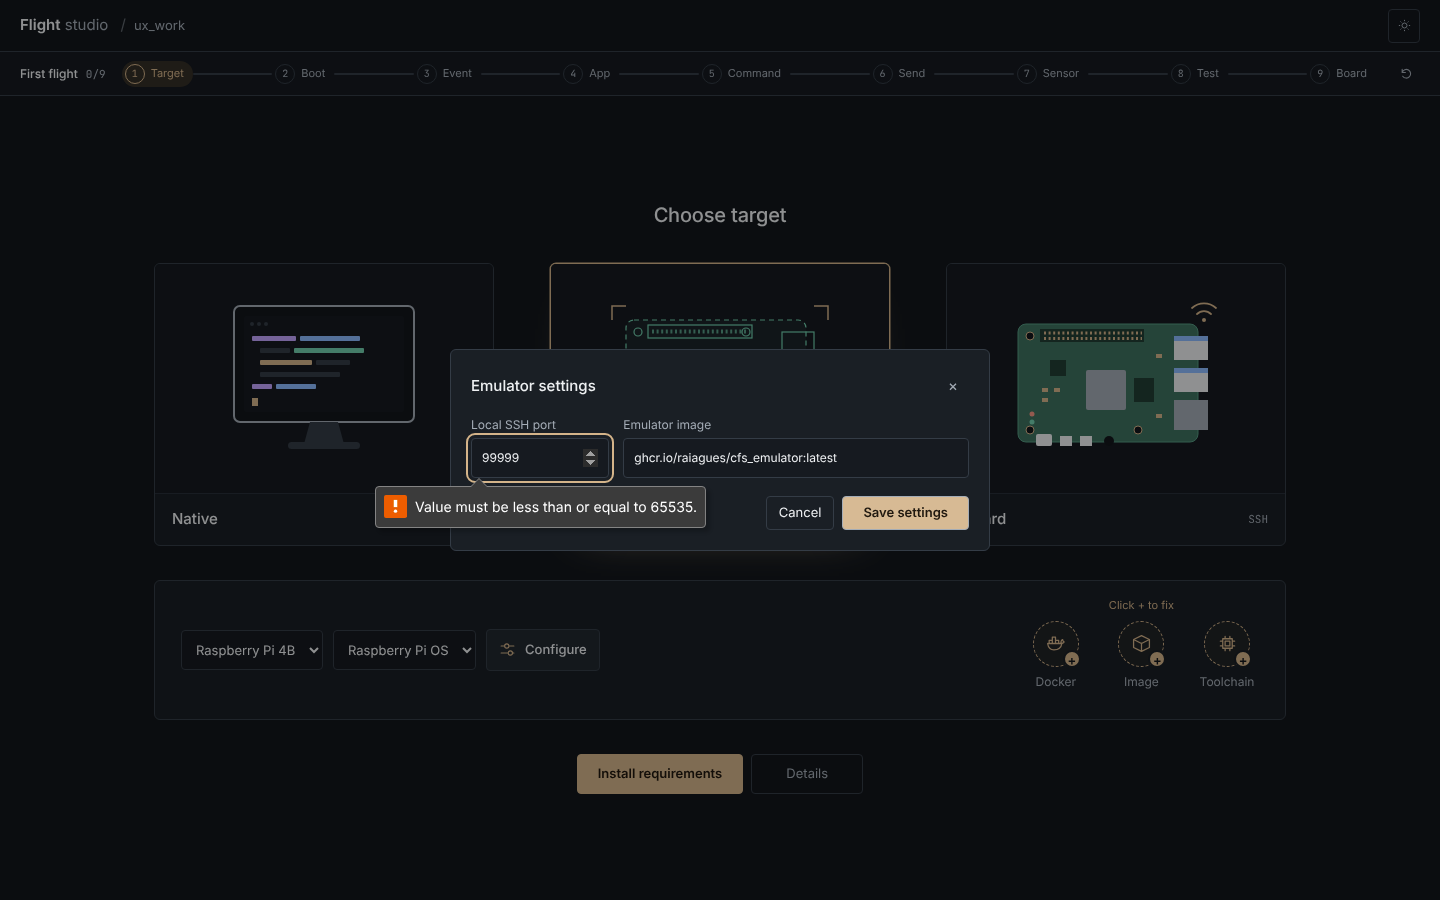 Flight studio / ux_work
First flight 0/9 1 Target 2 Boot 3 Event 4 App 5 Command 6 Send 7 Sensor 8 Test 9 Board
Choose target
Emulator settings ×
Local SSH port Emulator image
99999 ghcr.io/raiagues/cfs_emulator:latest
Value must be less than or equal to 65535.
Cancel Save settings
Native rd SSH
Click + to fix
Raspberry Pi 4B Raspberry Pi OS Configure
Docker Image Toolchain
Install requirements Details